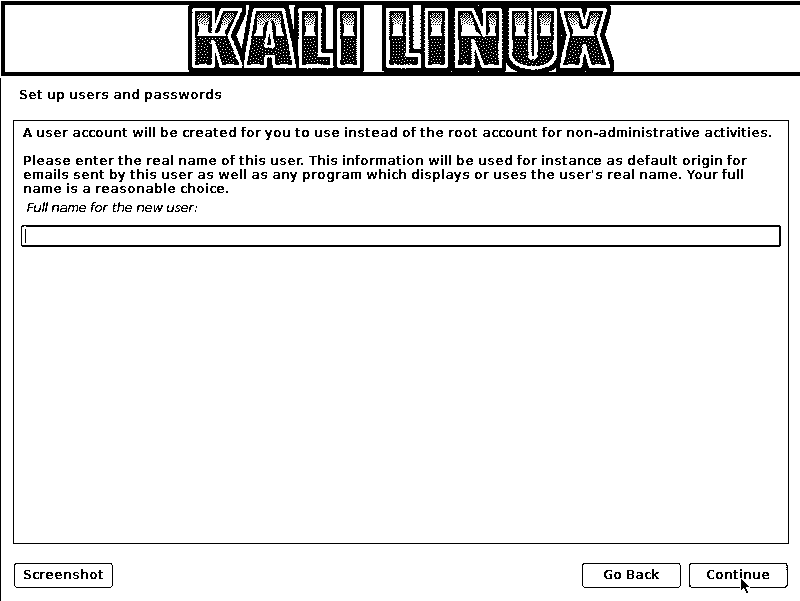 KALI LINUX
Set up users and passwords
A user account will be created for you to use instead of the root account for non-administrative activities.
Please enter the real name of this user. This information will be used for instance as default origin for
emails sent by this user as well as any program which displays or uses the user's real name. Your full
name is a reasonable choice.
Full name for the new user:
Screenshot
Go Back
Continue